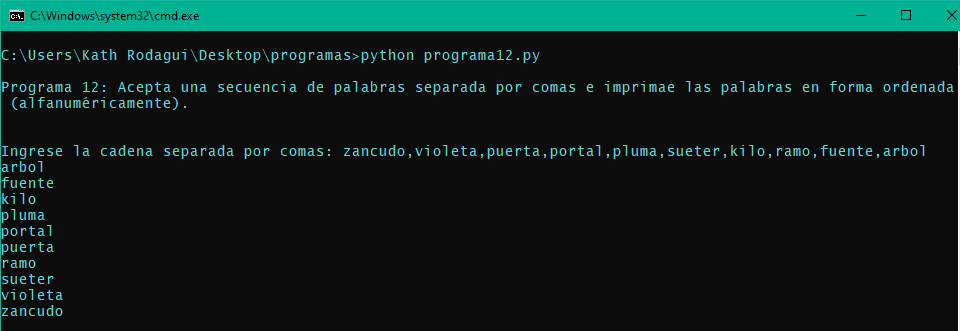 C:\Windows\system32\cmd.exe
C:\Users\Kath Rodagui\Desktop\programas>python programa12.py
Programa 12: Acepta una secuencia de palabras separada por comas e imprimae las palabras en forma ordenada
(alfanuméricamente).
Ingrese la cadena separada por comas: zancudo,violeta,puerta,portal,pluma,sueter,kilo,ramo,fuente,arbol
arbol
fuente
kilo
pluma
portal
puerta
ramo
sueter
violeta
zancudo